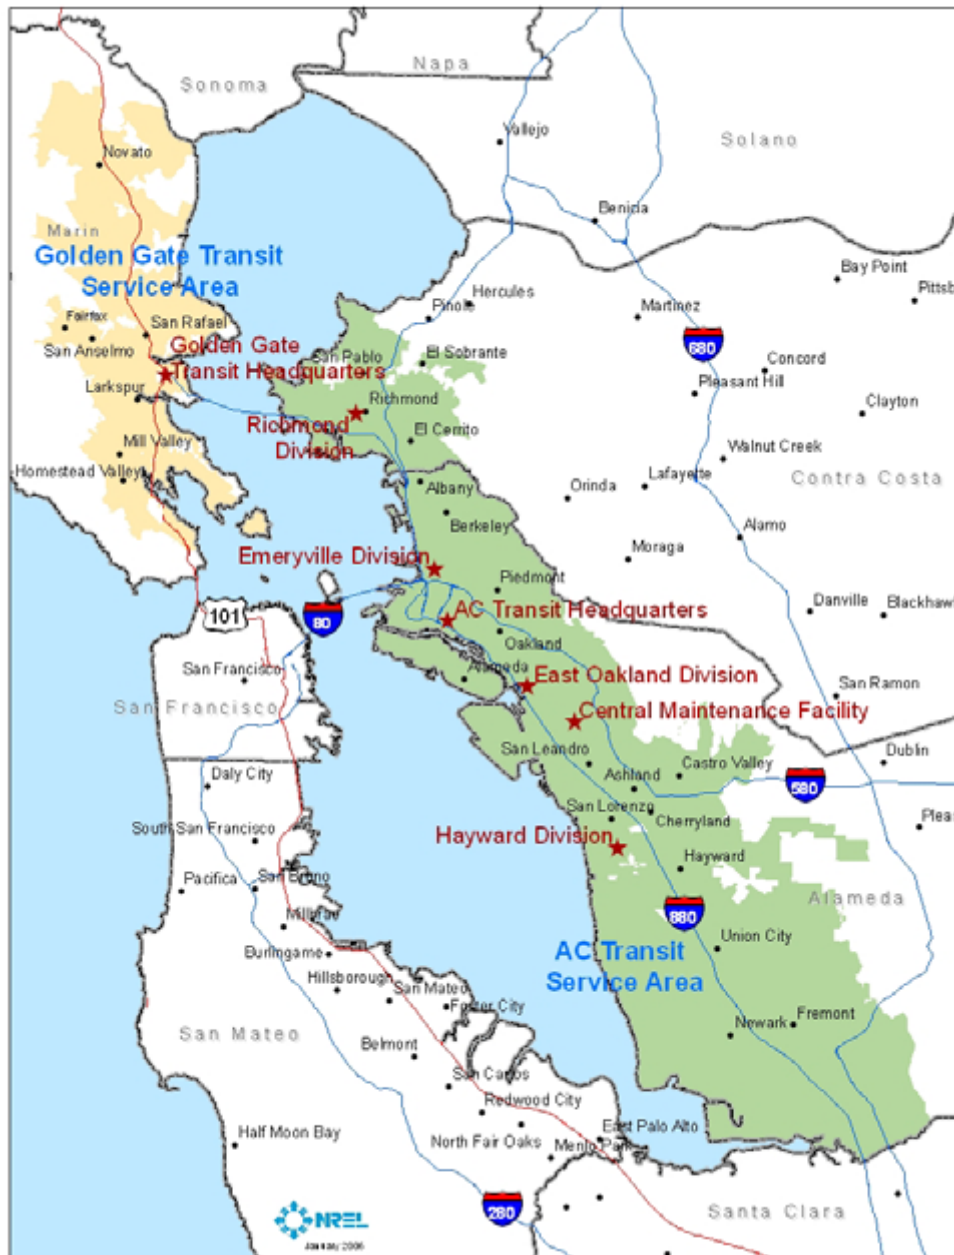 Napa
Sonoma
Vallejo
Solano
Novato
Benicia
Marin
Golden Gate Transit
Service Area
Bay Point
Pittsb
Hercules
Pinole
Martinez
Fairfax
San Rafael
680
San Anselmo
Golden Gate
Transit Headquarters
San Pablo
El Sobrante
Concord
Pleasant Hill
Larkspur
Richmond
Clayton
Richmond
Division
El Cerrito
Mill Valley
Walnut Creek
Homestead Valley
Lafayette
Contra Costa
Albany
Orinda
Berkeley
Alamo
Emeryville Division
Moraga
Piedmont
101
80
AC Transit Headquarters
Danville
Blackhawk
Oakland
San Francisco
Alameda
East Oakland Division
San Ramon
San Francisco
Central Maintenance Facility
San Leandro
Dublin
Daly City
Ashland
Castro Valley
580
San Lorenzo
Cherryland
Pleas
South San Francisco
Hayward Division
Hayward
Pacifica
San Bruno
Alameda
Millbrae
880
Union City
Burlingame
AC Transit
Service Area
Hillsborough
San Mateo
Foster City
Newark
Fremont
San Mateo
Belmont
San Carlos
Redwood City
Half Moon Bay
North Fair Oaks
East Palo Alto
Menlo Park
280
Santa Clara
NREL
January 2006